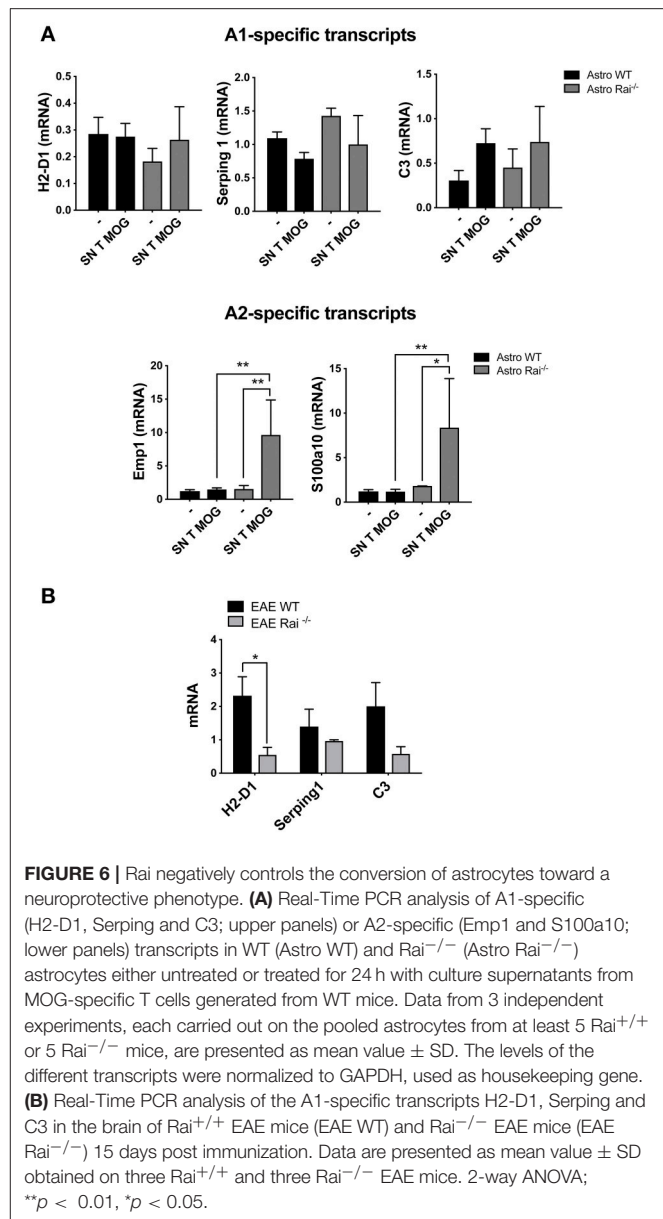 A
A1-specific transcripts
H2-D1 (mRNA)
0.5
0.4
0.3
0.2
0.1
0.0
-
SN T MOG
-
SN T MOG
Serping 1 (mRNA)
2.0
1.5
1.0
0.5
0.0
-
SN T MOG
-
SN T MOG
C3 (mRNA)
1.0
0.5
0.0
-
SN T MOG
-
SN T MOG
Astro WT
Astro Rai-/-
A2-specific transcripts
Emp1 (mRNA)
20
15
10
5
0
**
**
-
SN T MOG
-
SN T MOG
S100a10 (mRNA)
15
10
5
0
**
*
-
SN T MOG
-
SN T MOG
Astro WT
Astro Rai-/-
B
EAE WT
EAE Rai -/-
mRNA
4
3
2
1
0
*
H2-D1
Serping1
C3
FIGURE 6 | Rai negatively controls the conversion of astrocytes toward a
neuroprotective phenotype. (A) Real-Time PCR analysis of A1-specific
(H2-D1, Serping and C3; upper panels) or A2-specific (Emp1 and S100a10;
lower panels) transcripts in WT (Astro WT) and Rai−/− (Astro Rai−/−)
astrocytes either untreated or treated for 24 h with culture supernatants from
MOG-specific T cells generated from WT mice. Data from 3 independent
experiments, each carried out on the pooled astrocytes from at least 5 Rai+/+
or 5 Rai−/− mice, are presented as mean value ± SD. The levels of the
different transcripts were normalized to GAPDH, used as housekeeping gene.
(B) Real-Time PCR analysis of the A1-specific transcripts H2-D1, Serping and
C3 in the brain of Rai+/+ EAE mice (EAE WT) and Rai−/− EAE mice (EAE
Rai−/−) 15 days post immunization. Data are presented as mean value ± SD
obtained on three Rai+/+ and three Rai−/− EAE mice. 2-way ANOVA;
**p < 0.01, *p < 0.05.